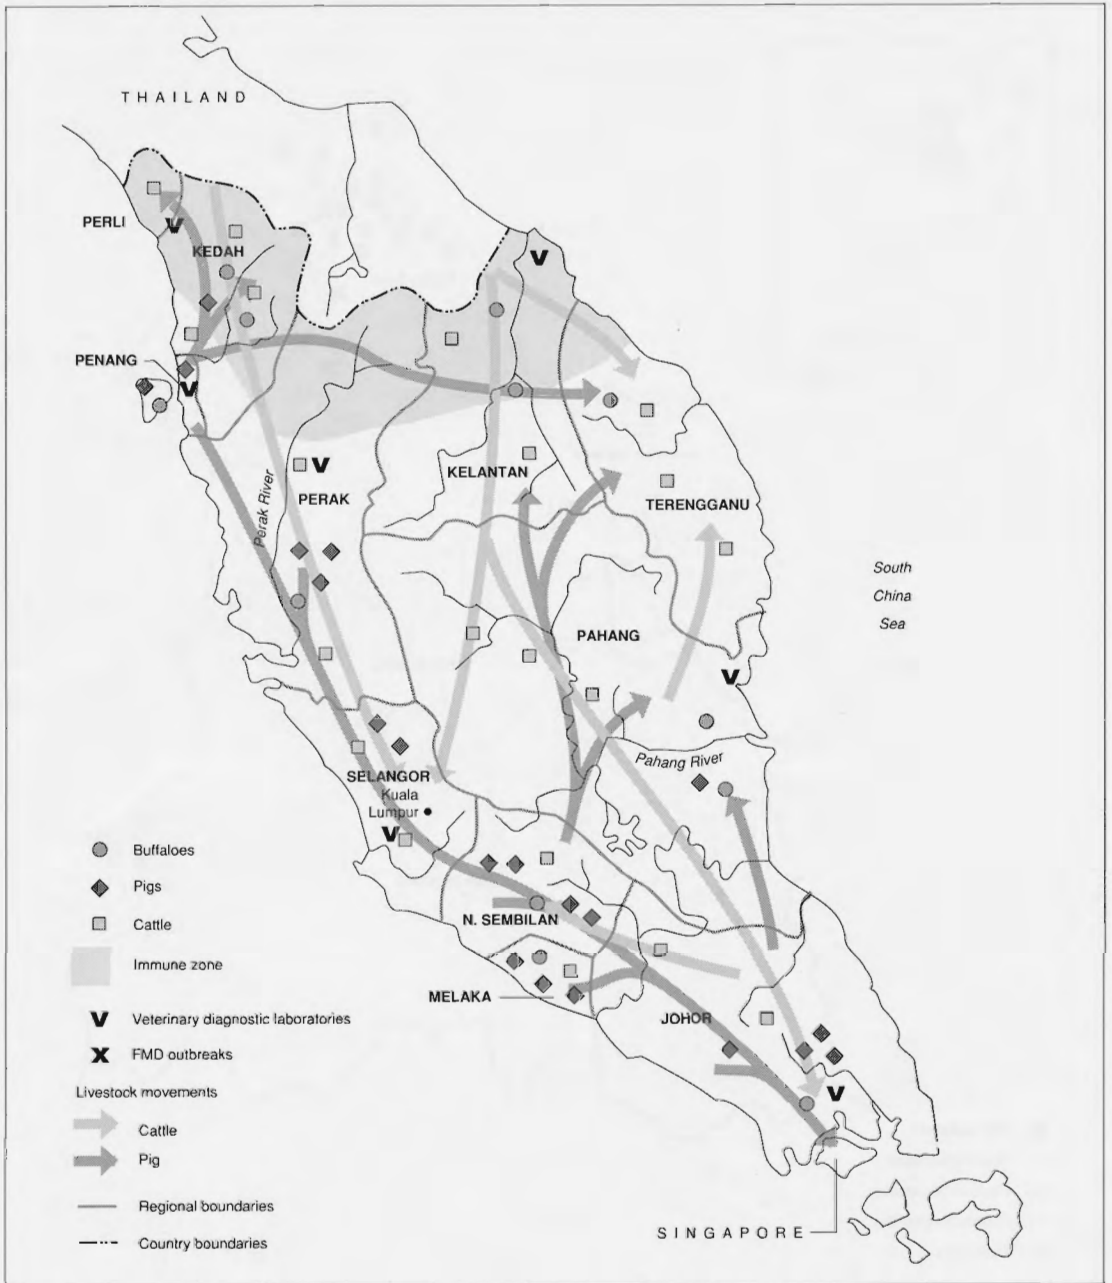 THAILAND
PERLI
V
KEDAH
V
PENANG
V
Perak River
V
PERAK
KELANTAN
TERENGGANU
South
China
Sea
PAHANG
V
Pahang River
SELANGOR
Kuala
Lumpur
V
N. SEMBILAN
MELAKA
JOHOR
V
SINGAPORE
Buffaloes
Pigs
Cattle
Immune zone
V Veterinary diagnostic laboratories
X FMD outbreaks
Livestock movements
Cattle
Pig
Regional boundaries
Country boundaries